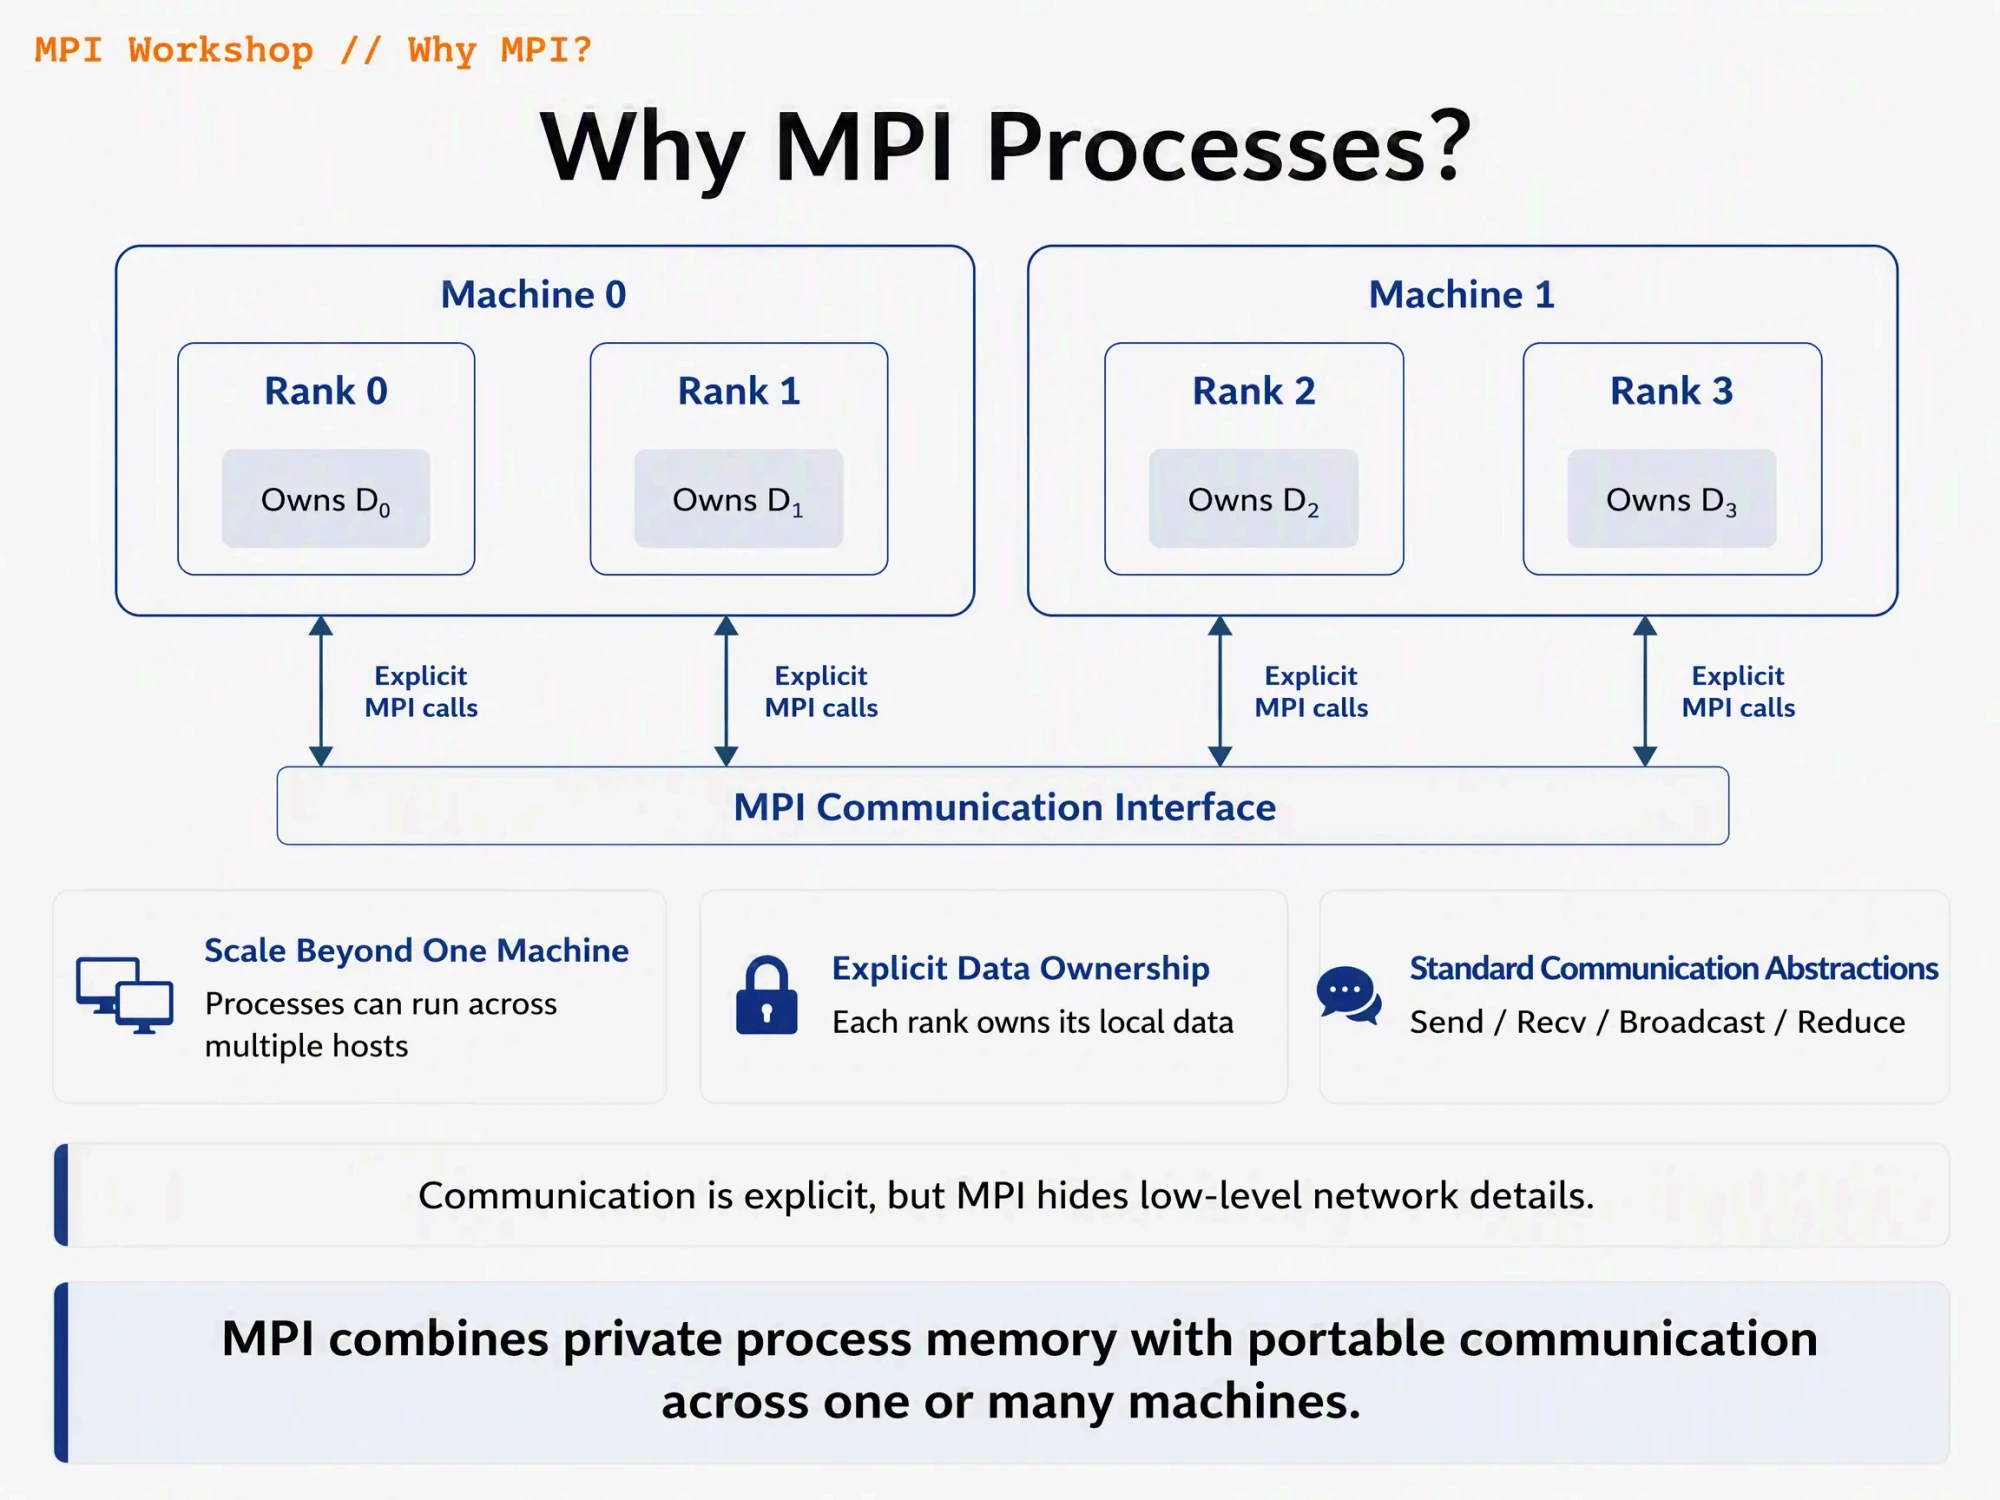 MPI Workshop // Why MPI?
Why MPI Processes?
Machine 0
Rank 0
Owns D₀
Rank 1
Owns D₁
Machine 1
Rank 2
Owns D₂
Rank 3
Owns D₃
Explicit
MPI calls
Explicit
MPI calls
Explicit
MPI calls
Explicit
MPI calls
MPI Communication Interface
Scale Beyond One Machine
Processes can run across
multiple hosts
Explicit Data Ownership
Each rank owns its local data
Standard Communication Abstractions
Send / Recv / Broadcast / Reduce
Communication is explicit, but MPI hides low-level network details.
MPI combines private process memory with portable communication
across one or many machines.